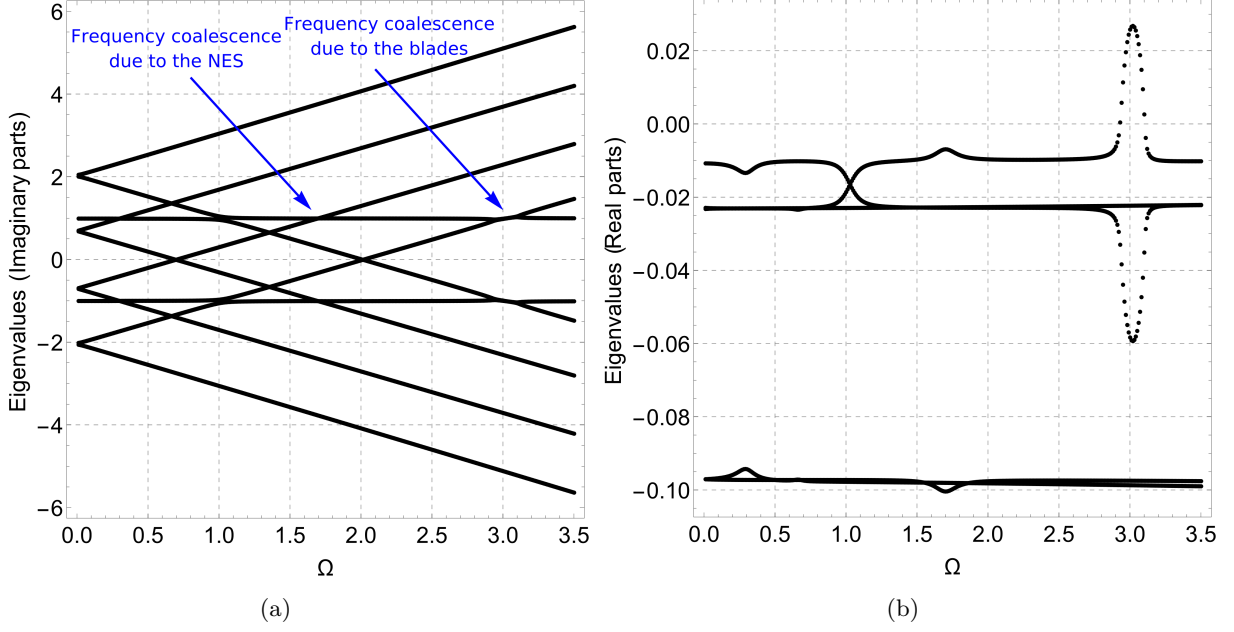 Frequency coalescence
due to the NES
Frequency coalescence
due to the blades
Eigenvalues (Imaginary parts)
6
4
2
0
−2
−4
−6
0.0 0.5 1.0 1.5 2.0 2.5 3.0 3.5
Ω
(a)
Eigenvalues (Real parts)
0.02
0.00
−0.02
−0.04
−0.06
−0.08
−0.10
0.0 0.5 1.0 1.5 2.0 2.5 3.0 3.5
Ω
(b)